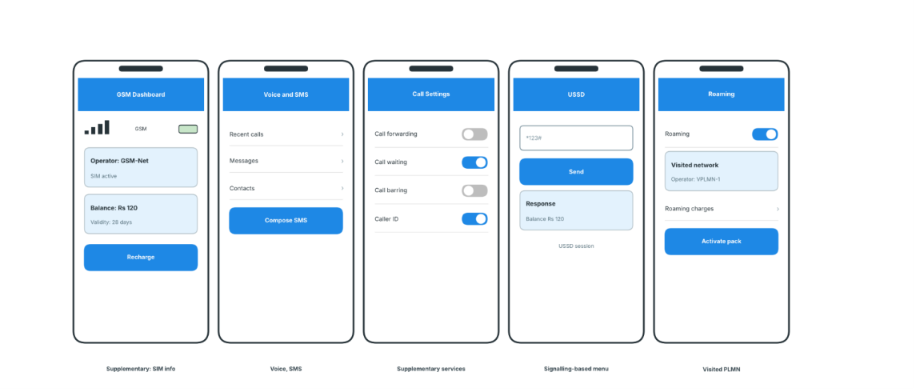 GSM Dashboard
GSM
Operator: GSM-Net
SIM active
Balance: Rs 120
Validity: 28 days
Recharge
Supplementary: SIM info
Voice and SMS
Recent calls
Messages
Contacts
Compose SMS
Voice, SMS
Call Settings
Call forwarding
Call waiting
Call barring
Caller ID
Supplementary services
USSD
*123#
Send
Response
Balance Rs 120
USSD session
Signalling-based menu
Roaming
Roaming
Visited network
Operator: VPLMN-1
Roaming charges
Activate pack
Visited PLMN